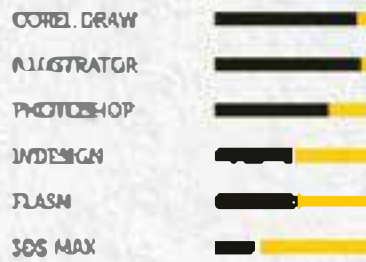 COREL DRAW
ILLUSTRATOR
PHOTOSHOP
INDESIGN
FLASH
3DS MAX